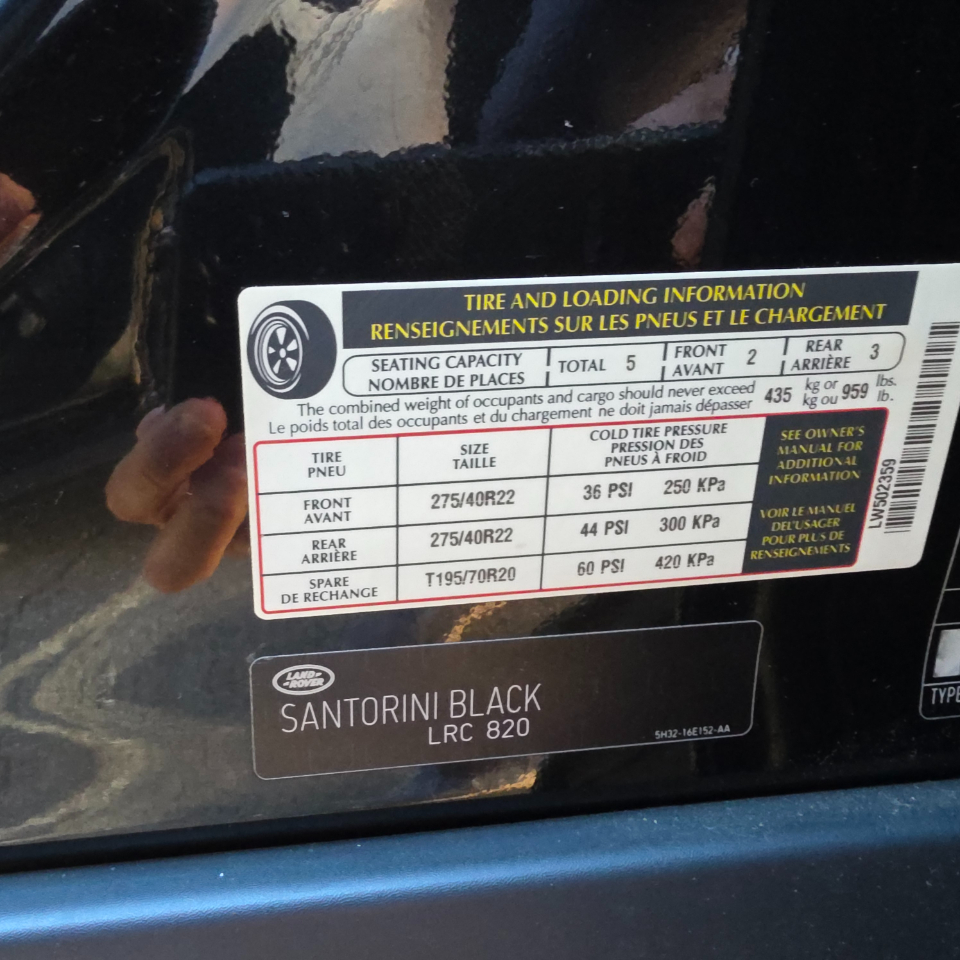 TIRE AND LOADING INFORMATION
RENSEIGNEMENTS SUR LES PNEUS ET LE CHARGEMENT
SEATING CAPACITY
NOMBRE DE PLACES
TOTAL 5
FRONT
AVANT
2
REAR
ARRIÈRE
3
The combined weight of occupants and cargo should never exceed
Le poids total des occupants et du chargement ne doit jamais dépasser
435
kg or
kg ou
959
lbs.
lb.
TIRE
PNEU
SIZE
TAILLE
COLD TIRE PRESSURE
PRESSION DES
PNEUS À FROID
FRONT
AVANT
275/40R22
36 PSI 250 KPa
REAR
ARRIÈRE
275/40R22
44 PSI 300 KPa
SPARE
DE RECHANGE
T195/70R20
60 PSI 420 KPa
SEE OWNER'S
MANUAL FOR
ADDITIONAL
INFORMATION
VOIR LE MANUEL
DE L'USAGER
POUR PLUS DE
RENSEIGNEMENTS
LW502359
LAND-
-ROVER
SANTORINI BLACK
LRC 820
5H32-16E152-AA
TYPE